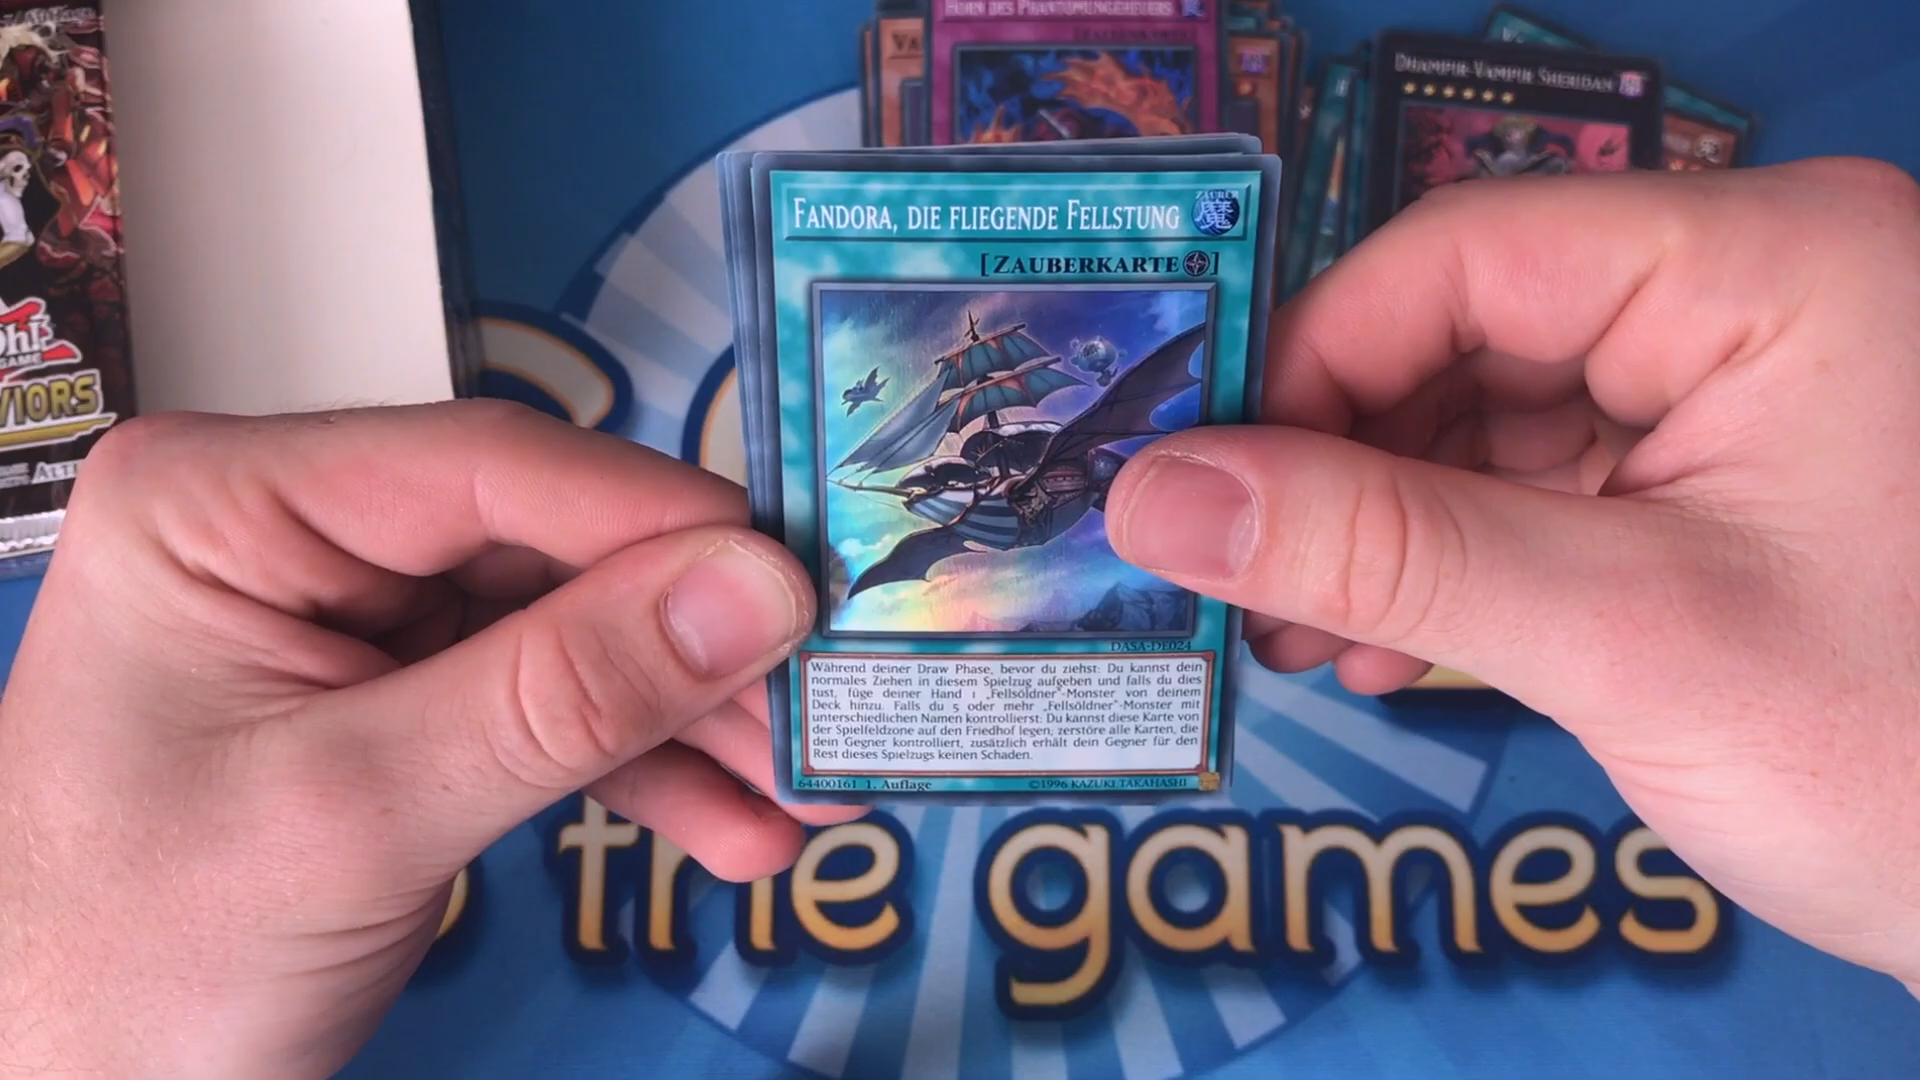 HORN DES PHANTOMUNGEHEUERS
DHAMPIR-VAMPIR SHERIDAN
FANDORA, DIE FLIEGENDE FELLSTUNG
ZAUBER
魔
[ZAUBERKARTE]
DASA-DE024
Während deiner Draw Phase, bevor du ziehst: Du kannst dein
normales Ziehen in diesem Spielzug aufgeben und falls du dies
tust, füge deiner Hand 1 „Fellsöldner"-Monster von deinem
Deck hinzu. Falls du 5 oder mehr „Fellsöldner"-Monster mit
unterschiedlichen Namen kontrollierst: Du kannst diese Karte von
der Spielfeldzone auf den Friedhof legen; zerstöre alle Karten, die
dein Gegner kontrolliert, zusätzlich erhält dein Gegner für den
Rest dieses Spielzugs keinen Schaden.
64400161 1. Auflage
©1996 KAZUKI TAKAHASHI
the games